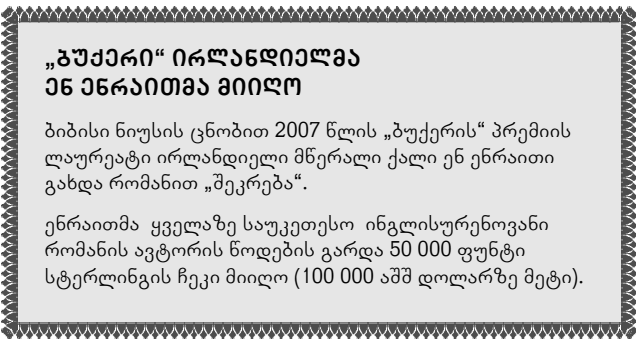 „ბუქერი“ ირლანდიელმა
ენ ენრაითმა მიიღო
ბიბისი ნიუსის ცნობით 2007 წლის „ბუქერის“ პრემიის
ლაურეატი ირლანდიელი მწერალი ქალი ენ ენრაითი
გახდა რომანით „შეკრება“.
ენრაითმა ყველაზე საუკეთესო ინგლისურენოვანი
რომანის ავტორის წოდების გარდა 50 000 ფუნტი
სტერლინგის ჩეკი მიიღო (100 000 აშშ დოლარზე მეტი).